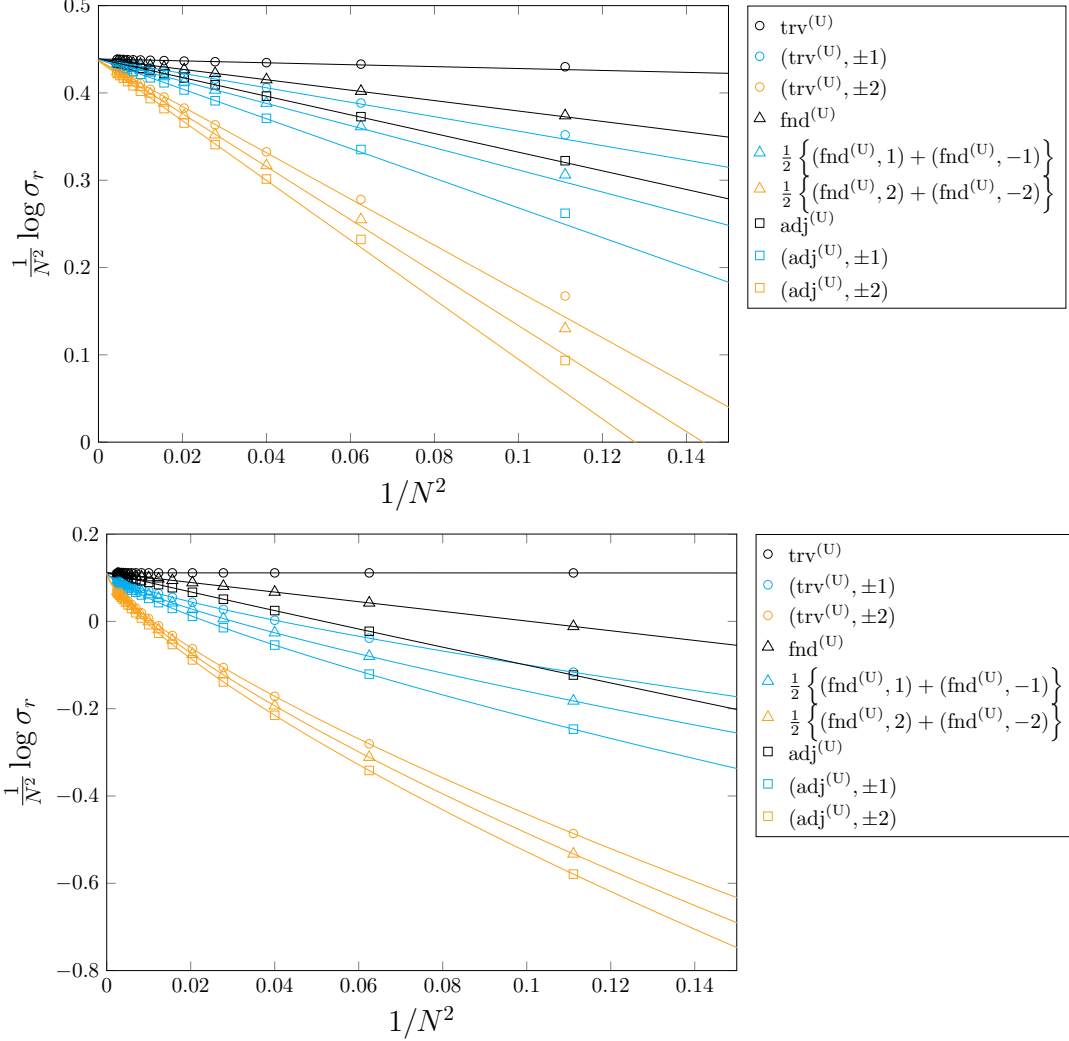 0.5
0.4
0.3
0.2
0.1
0
0 0.02 0.04 0.06 0.08 0.1 0.12 0.14
1/N²
1/N² log σ_r
trv^(U)
(trv^(U), ±1)
(trv^(U), ±2)
fnd^(U)
1/2 {(fnd^(U), 1) + (fnd^(U), −1)}
1/2 {(fnd^(U), 2) + (fnd^(U), −2)}
adj^(U)
(adj^(U), ±1)
(adj^(U), ±2)
0.2
0
−0.2
−0.4
−0.6
−0.8
0 0.02 0.04 0.06 0.08 0.1 0.12 0.14
1/N²
1/N² log σ_r
trv^(U)
(trv^(U), ±1)
(trv^(U), ±2)
fnd^(U)
1/2 {(fnd^(U), 1) + (fnd^(U), −1)}
1/2 {(fnd^(U), 2) + (fnd^(U), −2)}
adj^(U)
(adj^(U), ±1)
(adj^(U), ±2)